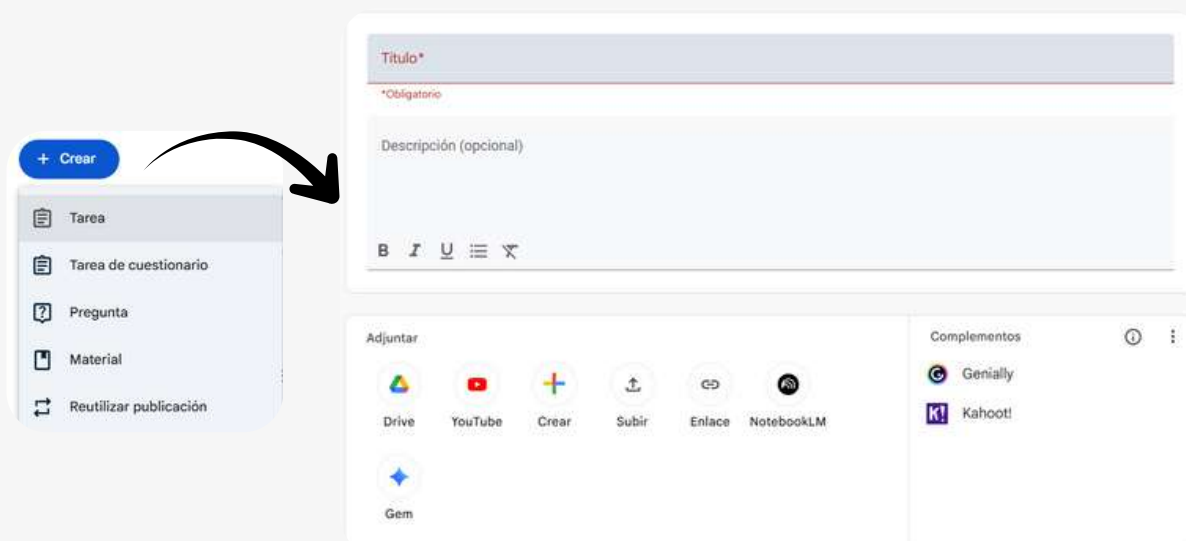 + Crear
Tarea
Tarea de cuestionario
Pregunta
Material
Reutilizar publicación
Título*
*Obligatorio
Descripción (opcional)
B I U
Adjuntar
Drive YouTube Crear Subir Enlace NotebookLM
Gem
Complementos
Genially
K! Kahoot!